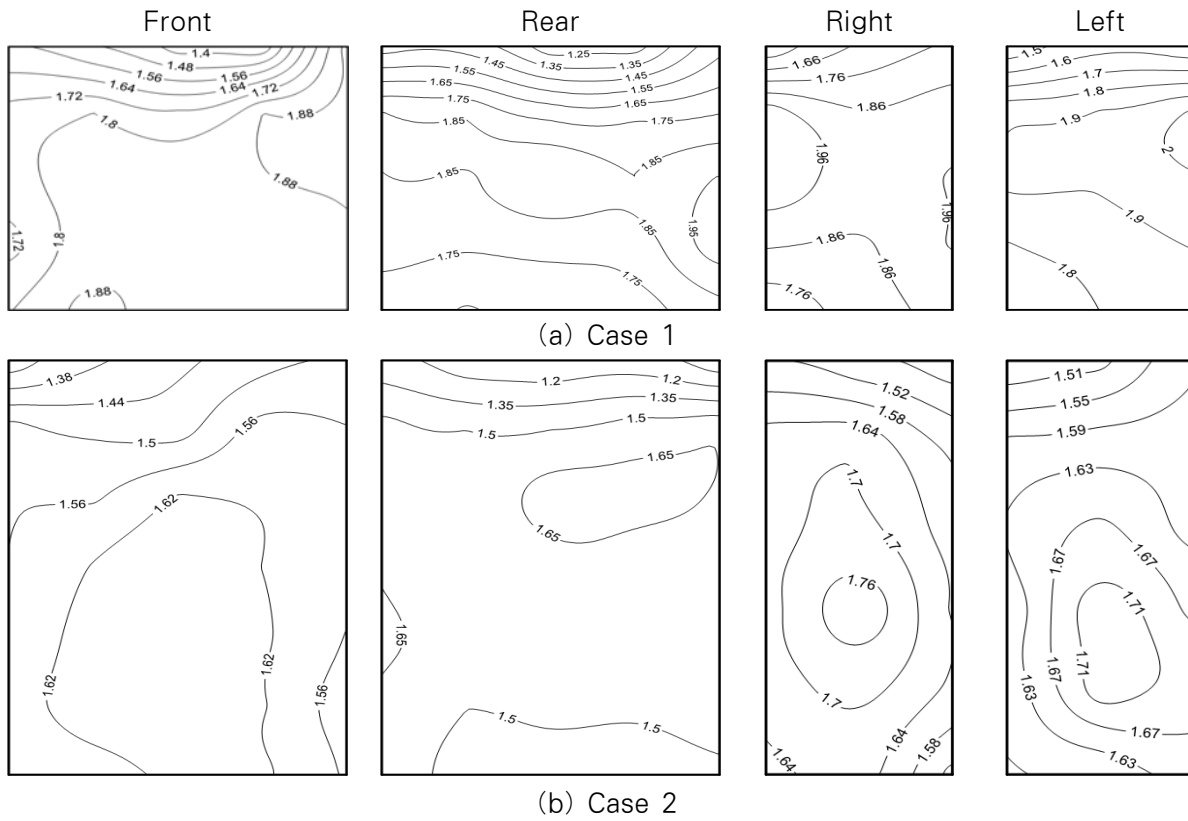 Front Rear Right Left
1.4 1.48 1.56 1.56 1.64 1.64 1.72 1.72 1.8 1.88 1.88 1.8 1.72 1.88
1.25 1.35 1.35 1.45 1.45 1.55 1.55 1.65 1.65 1.75 1.75 1.85 1.85 1.85 1.85 1.95 1.75 1.75
1.66 1.76 1.86 1.96 1.96 1.86 1.86 1.76
1.5 1.6 1.7 1.8 1.9 2 1.9 1.8
(a) Case 1
1.38 1.44 1.5 1.56 1.56 1.62 1.62 1.62 1.56
1.2 1.2 1.35 1.35 1.5 1.5 1.65 1.65 1.65 1.5 1.5
1.52 1.58 1.64 1.7 1.7 1.76 1.7 1.64 1.64 1.58
1.51 1.55 1.59 1.63 1.67 1.67 1.71 1.71 1.67 1.63 1.67 1.63
(b) Case 2